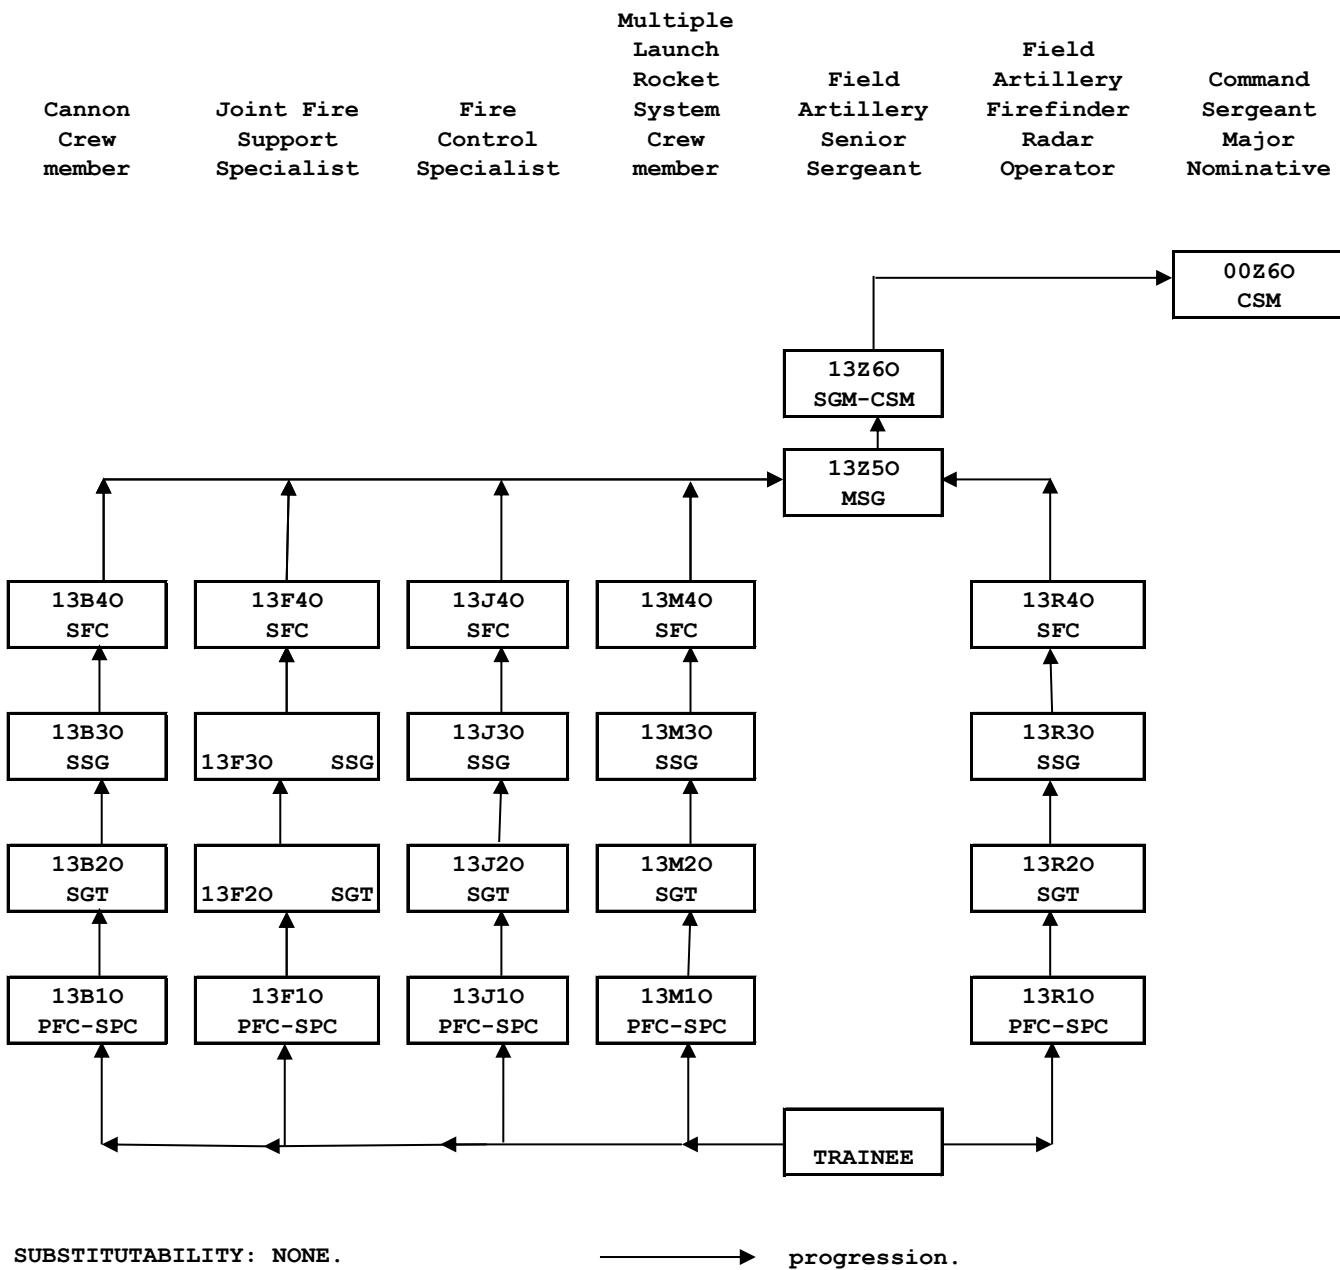 Cannon
Crew
member
Joint Fire
Support
Specialist
Fire
Control
Specialist
Multiple
Launch
Rocket
System
Crew
member
Field
Artillery
Senior
Sergeant
Field
Artillery
Firefinder
Radar
Operator
Command
Sergeant
Major
Nominative
00Z6O
CSM
13Z6O
SGM-CSM
13Z5O
MSG
13B4O
SFC
13F4O
SFC
13J4O
SFC
13M4O
SFC
13R4O
SFC
13B3O
SSG
13F3O SSG
13J3O
SSG
13M3O
SSG
13R3O
SSG
13B2O
SGT
13F2O SGT
13J2O
SGT
13M2O
SGT
13R2O
SGT
13B1O
PFC-SPC
13F1O
PFC-SPC
13J1O
PFC-SPC
13M1O
PFC-SPC
13R1O
PFC-SPC
TRAINEE
SUBSTITUTABILITY: NONE.
progression.